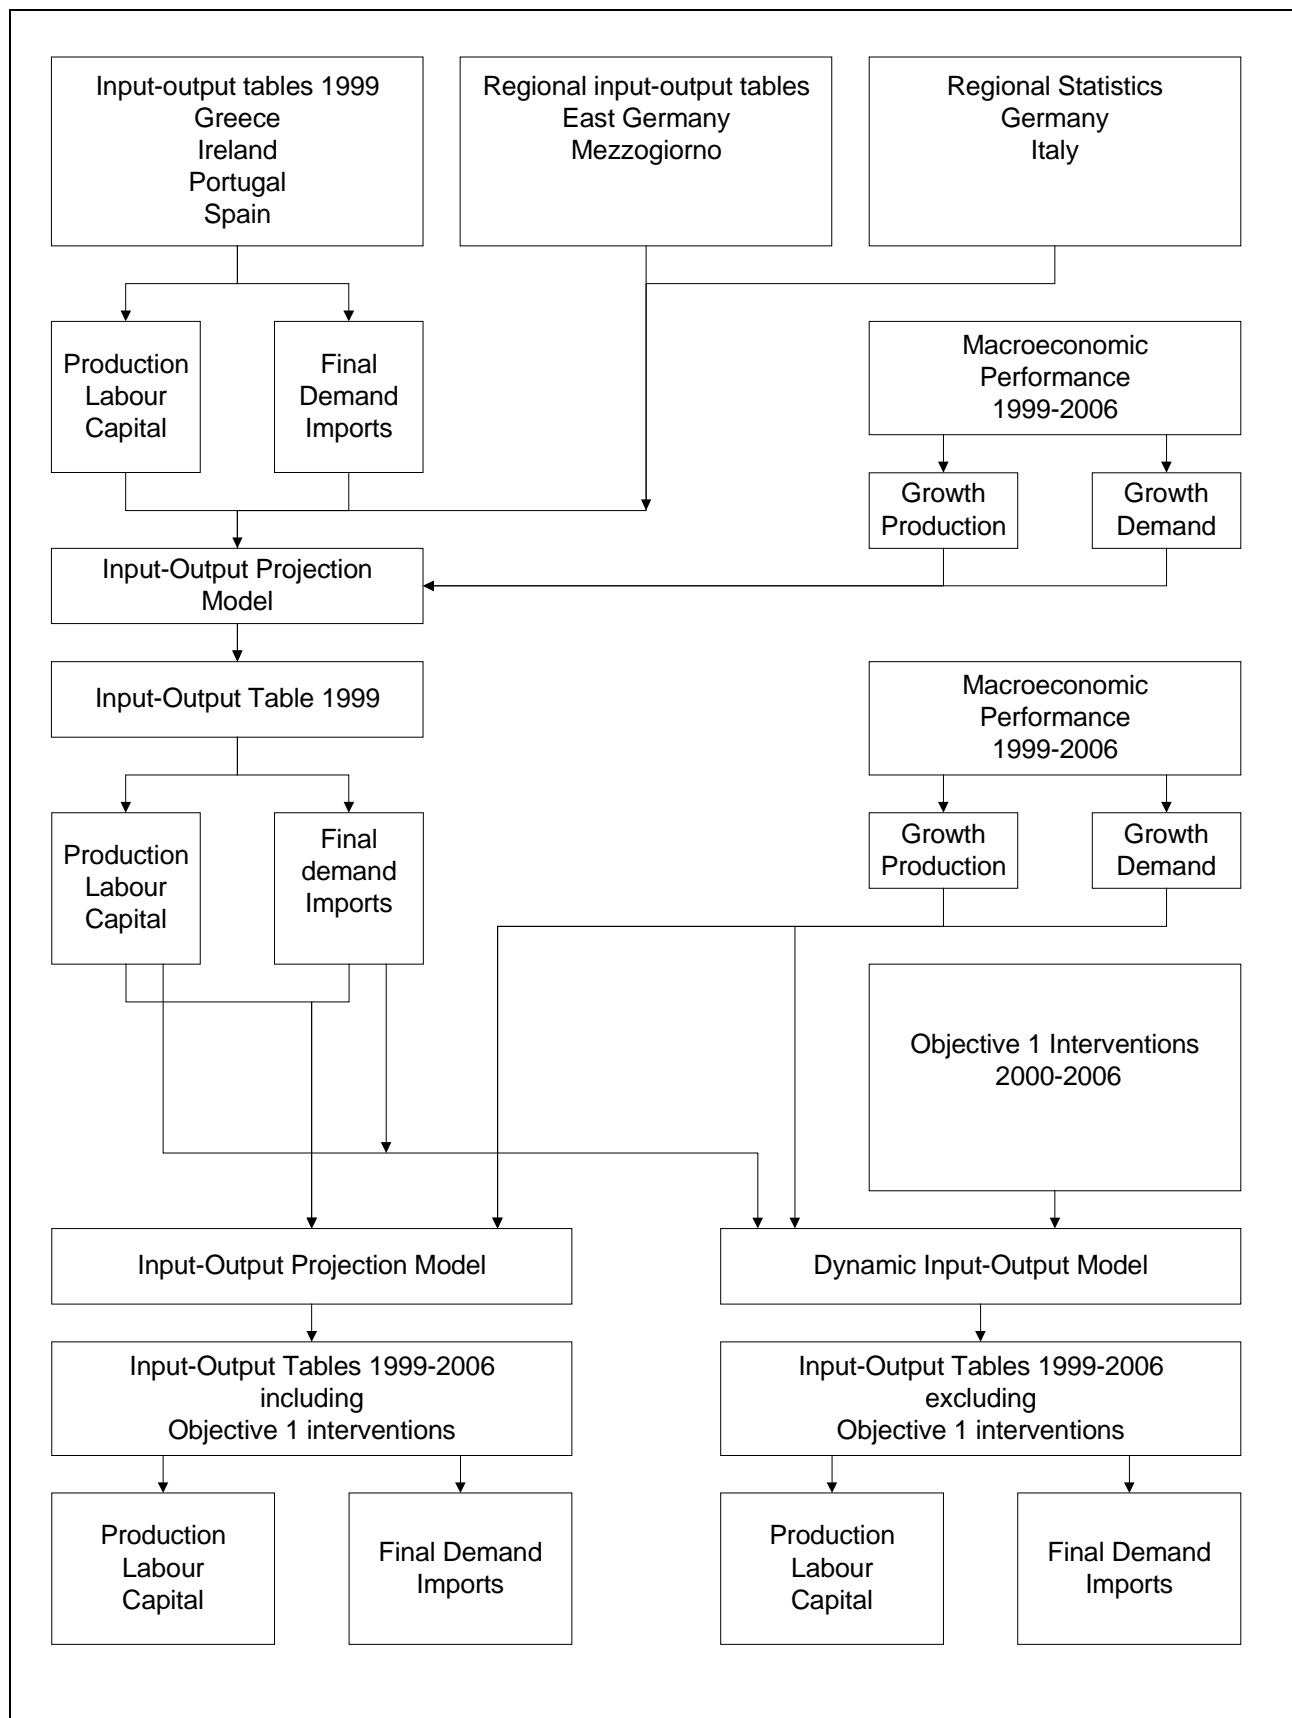 Input-output tables 1999
Greece
Ireland
Portugal
Spain
Regional input-output tables
East Germany
Mezzogiorno
Regional Statistics
Germany
Italy
Production
Labour
Capital
Final
Demand
Imports
Macroeconomic
Performance
1999-2006
Growth
Production
Growth
Demand
Input-Output Projection
Model
Input-Output Table 1999
Macroeconomic
Performance
1999-2006
Production
Labour
Capital
Final
demand
Imports
Growth
Production
Growth
Demand
Objective 1 Interventions
2000-2006
Input-Output Projection Model
Dynamic Input-Output Model
Input-Output Tables 1999-2006
including
Objective 1 interventions
Input-Output Tables 1999-2006
excluding
Objective 1 interventions
Production
Labour
Capital
Final Demand
Imports
Production
Labour
Capital
Final Demand
Imports